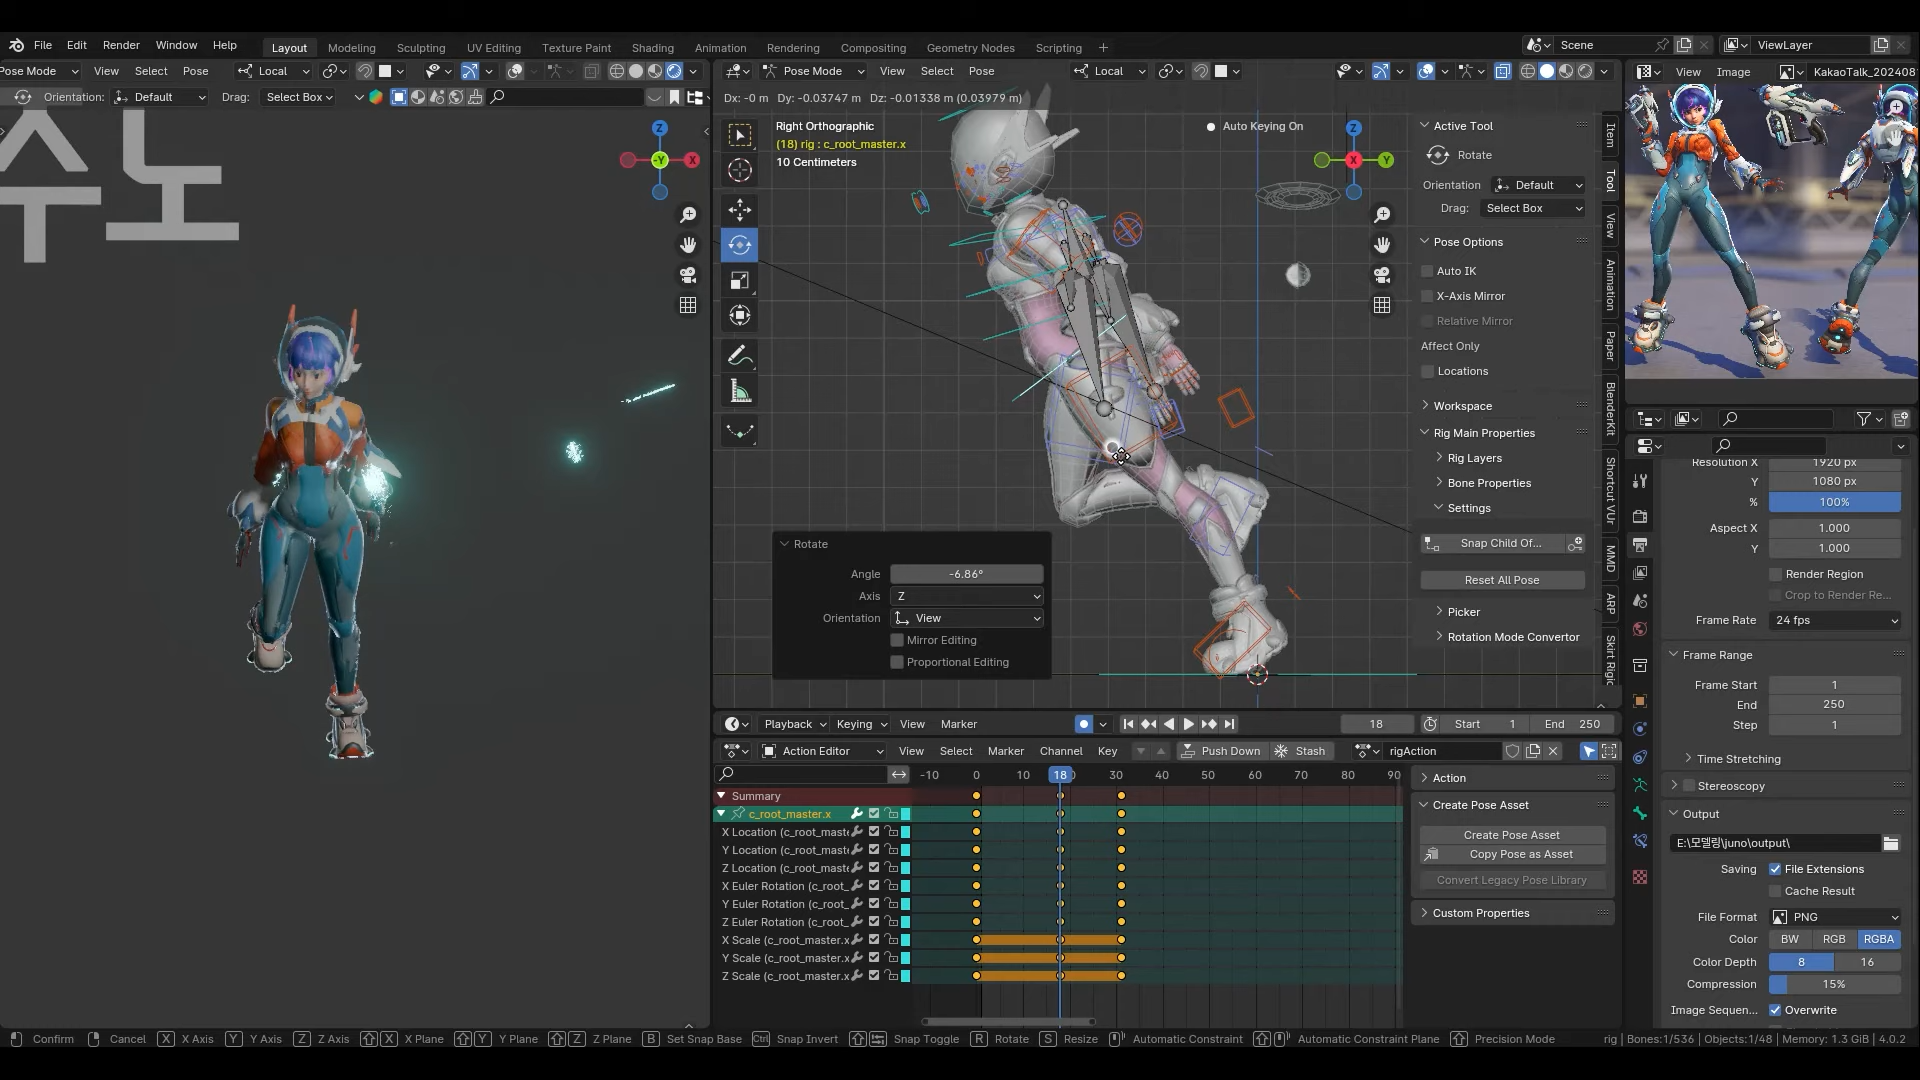 File Edit Render Window Help
Layout Modeling Sculpting UV Editing Texture Paint Shading Animation Rendering Compositing Geometry Nodes Scripting +
Scene
ViewLayer
Pose Mode View Select Pose Local
Orientation: Default Drag: Select Box
수노
Z
-Y
X
Pose Mode View Select Pose Local
Dx: -0 m Dy: -0.03747 m Dz: -0.01338 m (0.03979 m)
Right Orthographic
(18) rig : c_root_master.x
10 Centimeters
Auto Keying On
Z
X
Y
Rotate
Angle -6.86°
Axis Z
Orientation View
Mirror Editing
Proportional Editing
Active Tool
Rotate
Orientation Default
Drag: Select Box
Pose Options
Auto IK
X-Axis Mirror
Relative Mirror
Affect Only
Locations
Workspace
Rig Main Properties
Rig Layers
Bone Properties
Settings
Snap Child Of...
Reset All Pose
Picker
Rotation Mode Convertor
Item
Tool
View
Animation
Paper
BlenderKit
Shortcut VUr
MMD
ARP
Skirt Rigid
View Image KakaoTalk_202408
Resolution X 1920 px
Y 1080 px
% 100%
Aspect X 1.000
Y 1.000
Render Region
Crop to Render Re...
Frame Rate 24 fps
Frame Range
Frame Start 1
End 250
Step 1
Time Stretching
Stereoscopy
Output
E:\모델링\juno\output\
Saving File Extensions
Cache Result
File Format PNG
Color BW RGB RGBA
Color Depth 8 16
Compression 15%
Image Sequen... Overwrite
Playback Keying View Marker 18 Start 1 End 250
Action Editor View Select Marker Channel Key Push Down Stash rigAction
-10 0 10 18 30 40 50 60 70 80 90
Summary
c_root_master.x
X Location (c_root_mast
Y Location (c_root_mast
Z Location (c_root_mast
X Euler Rotation (c_root_
Y Euler Rotation (c_root_
Z Euler Rotation (c_root_
X Scale (c_root_master.x
Y Scale (c_root_master.x
Z Scale (c_root_master.x
Action
Create Pose Asset
Create Pose Asset
Copy Pose as Asset
Convert Legacy Pose Library
Custom Properties
Confirm Cancel X X Axis Y Y Axis Z Z Axis X X Plane Y Y Plane Z Z Plane B Set Snap Base Ctrl Snap Invert Snap Toggle R Rotate S Resize Automatic Constraint Automatic Constraint Plane Precision Mode
rig | Bones:1/536 | Objects:1/48 | Memory: 1.3 GiB | 4.0.2